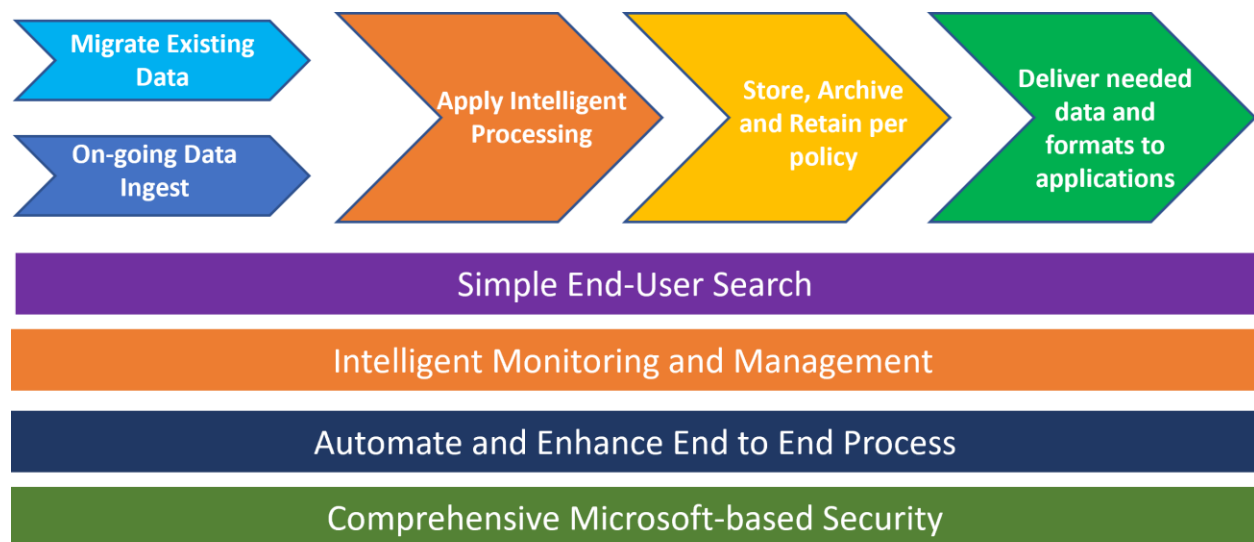 Migrate Existing
Data
On-going Data
Ingest
Apply Intelligent
Processing
Store, Archive
and Retain per
policy
Deliver needed
data and
formats to
applications
Simple End-User Search
Intelligent Monitoring and Management
Automate and Enhance End to End Process
Comprehensive Microsoft-based Security